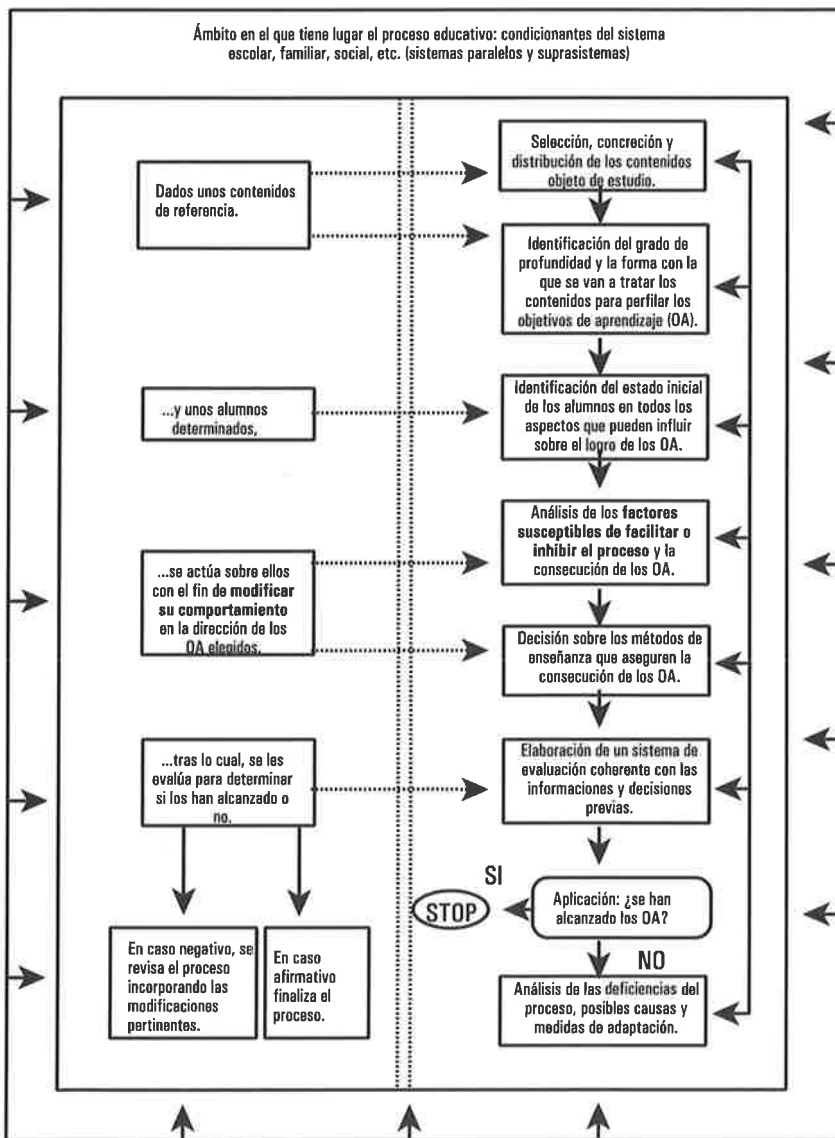 Ámbito en el que tiene lugar el proceso educativo: condicionantes del sistema
escolar, familiar, social, etc. (sistemas paralelos y suprasistemas)
Dados unos contenidos
de referencia.
...y unos alumnos
determinados,
...se actúa sobre ellos
con el fin de modificar
su comportamiento
en la dirección de los
OA elegidos.
...tras lo cual, se les
evalúa para determinar
si los han alcanzado o
no.
En caso negativo, se
revisa el proceso
incorporando las
modificaciones
pertinentes.
En caso
afirmativo
finaliza el
proceso.
Selección, concreción y
distribución de los contenidos
objeto de estudio.
Identificación del grado de
profundidad y la forma con la
que se van a tratar los
contenidos para perfilar los
objetivos de aprendizaje (OA).
Identificación del estado inicial
de los alumnos en todos los
aspectos que pueden influir
sobre el logro de los OA.
Análisis de los factores
susceptibles de facilitar o
inhibir el proceso y la
consecución de los OA.
Decisión sobre los métodos de
enseñanza que aseguren la
consecución de los OA.
Elaboración de un sistema de
evaluación coherente con las
informaciones y decisiones
previas.
SI
STOP
Aplicación: ¿se han
alcanzado los OA?
NO
Análisis de las deficiencias del
proceso, posibles causas y
medidas de adaptación.